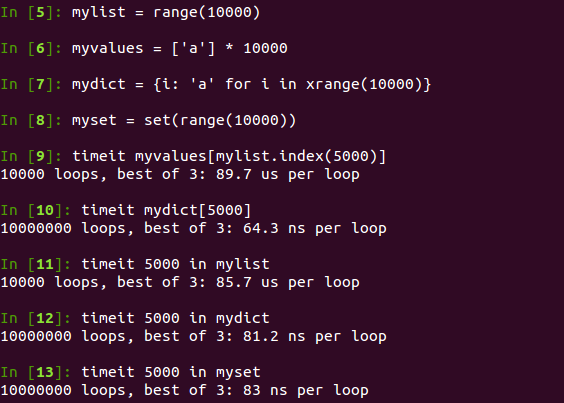 In [5]: mylist = range(10000)
In [6]: myvalues = ['a'] * 10000
In [7]: mydict = {i: 'a' for i in xrange(10000)}
In [8]: myset = set(range(10000))
In [9]: timeit myvalues[mylist.index(5000)]
10000 loops, best of 3: 89.7 us per loop
In [10]: timeit mydict[5000]
10000000 loops, best of 3: 64.3 ns per loop
In [11]: timeit 5000 in mylist
10000 loops, best of 3: 85.7 us per loop
In [12]: timeit 5000 in mydict
10000000 loops, best of 3: 81.2 ns per loop
In [13]: timeit 5000 in myset
10000000 loops, best of 3: 83 ns per loop